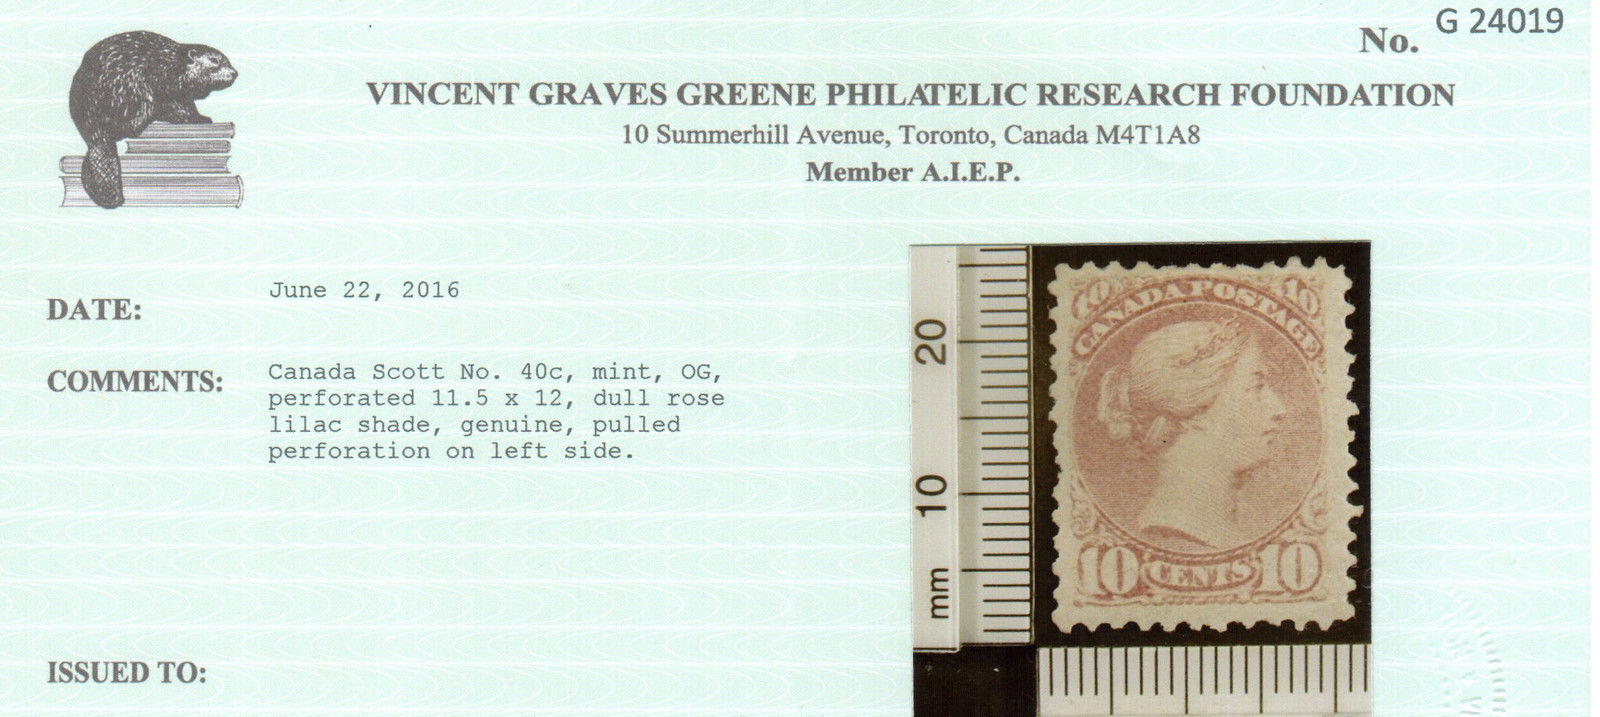 No. G 24019
VINCENT GRAVES GREENE PHILATELIC RESEARCH FOUNDATION
10 Summerhill Avenue, Toronto, Canada M4T1A8
Member A.I.E.P.
DATE: June 22, 2016
COMMENTS: Canada Scott No. 40c, mint, OG,
perforated 11.5 x 12, dull rose
lilac shade, genuine, pulled
perforation on left side.
20
10
mm
10 10
CANADA POSTAGE
10 CENTS 10
ISSUED TO: